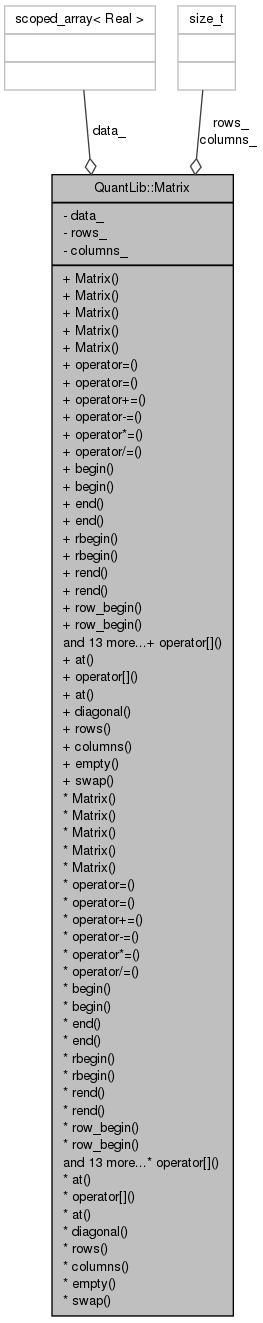 scoped_array< Real >
size_t
data_
rows_
columns_
QuantLib::Matrix
- data_
- rows_
- columns_
+ Matrix()
+ Matrix()
+ Matrix()
+ Matrix()
+ Matrix()
+ operator=()
+ operator=()
+ operator+=()
+ operator-=()
+ operator*=()
+ operator/=()
+ begin()
+ begin()
+ end()
+ end()
+ rbegin()
+ rbegin()
+ rend()
+ rend()
+ row_begin()
+ row_begin()
and 13 more...+ operator[]()
+ at()
+ operator[]()
+ at()
+ diagonal()
+ rows()
+ columns()
+ empty()
+ swap()
* Matrix()
* Matrix()
* Matrix()
* Matrix()
* Matrix()
* operator=()
* operator=()
* operator+=()
* operator-=()
* operator*=()
* operator/=()
* begin()
* begin()
* end()
* end()
* rbegin()
* rbegin()
* rend()
* rend()
* row_begin()
* row_begin()
and 13 more...* operator[]()
* at()
* operator[]()
* at()
* diagonal()
* rows()
* columns()
* empty()
* swap()